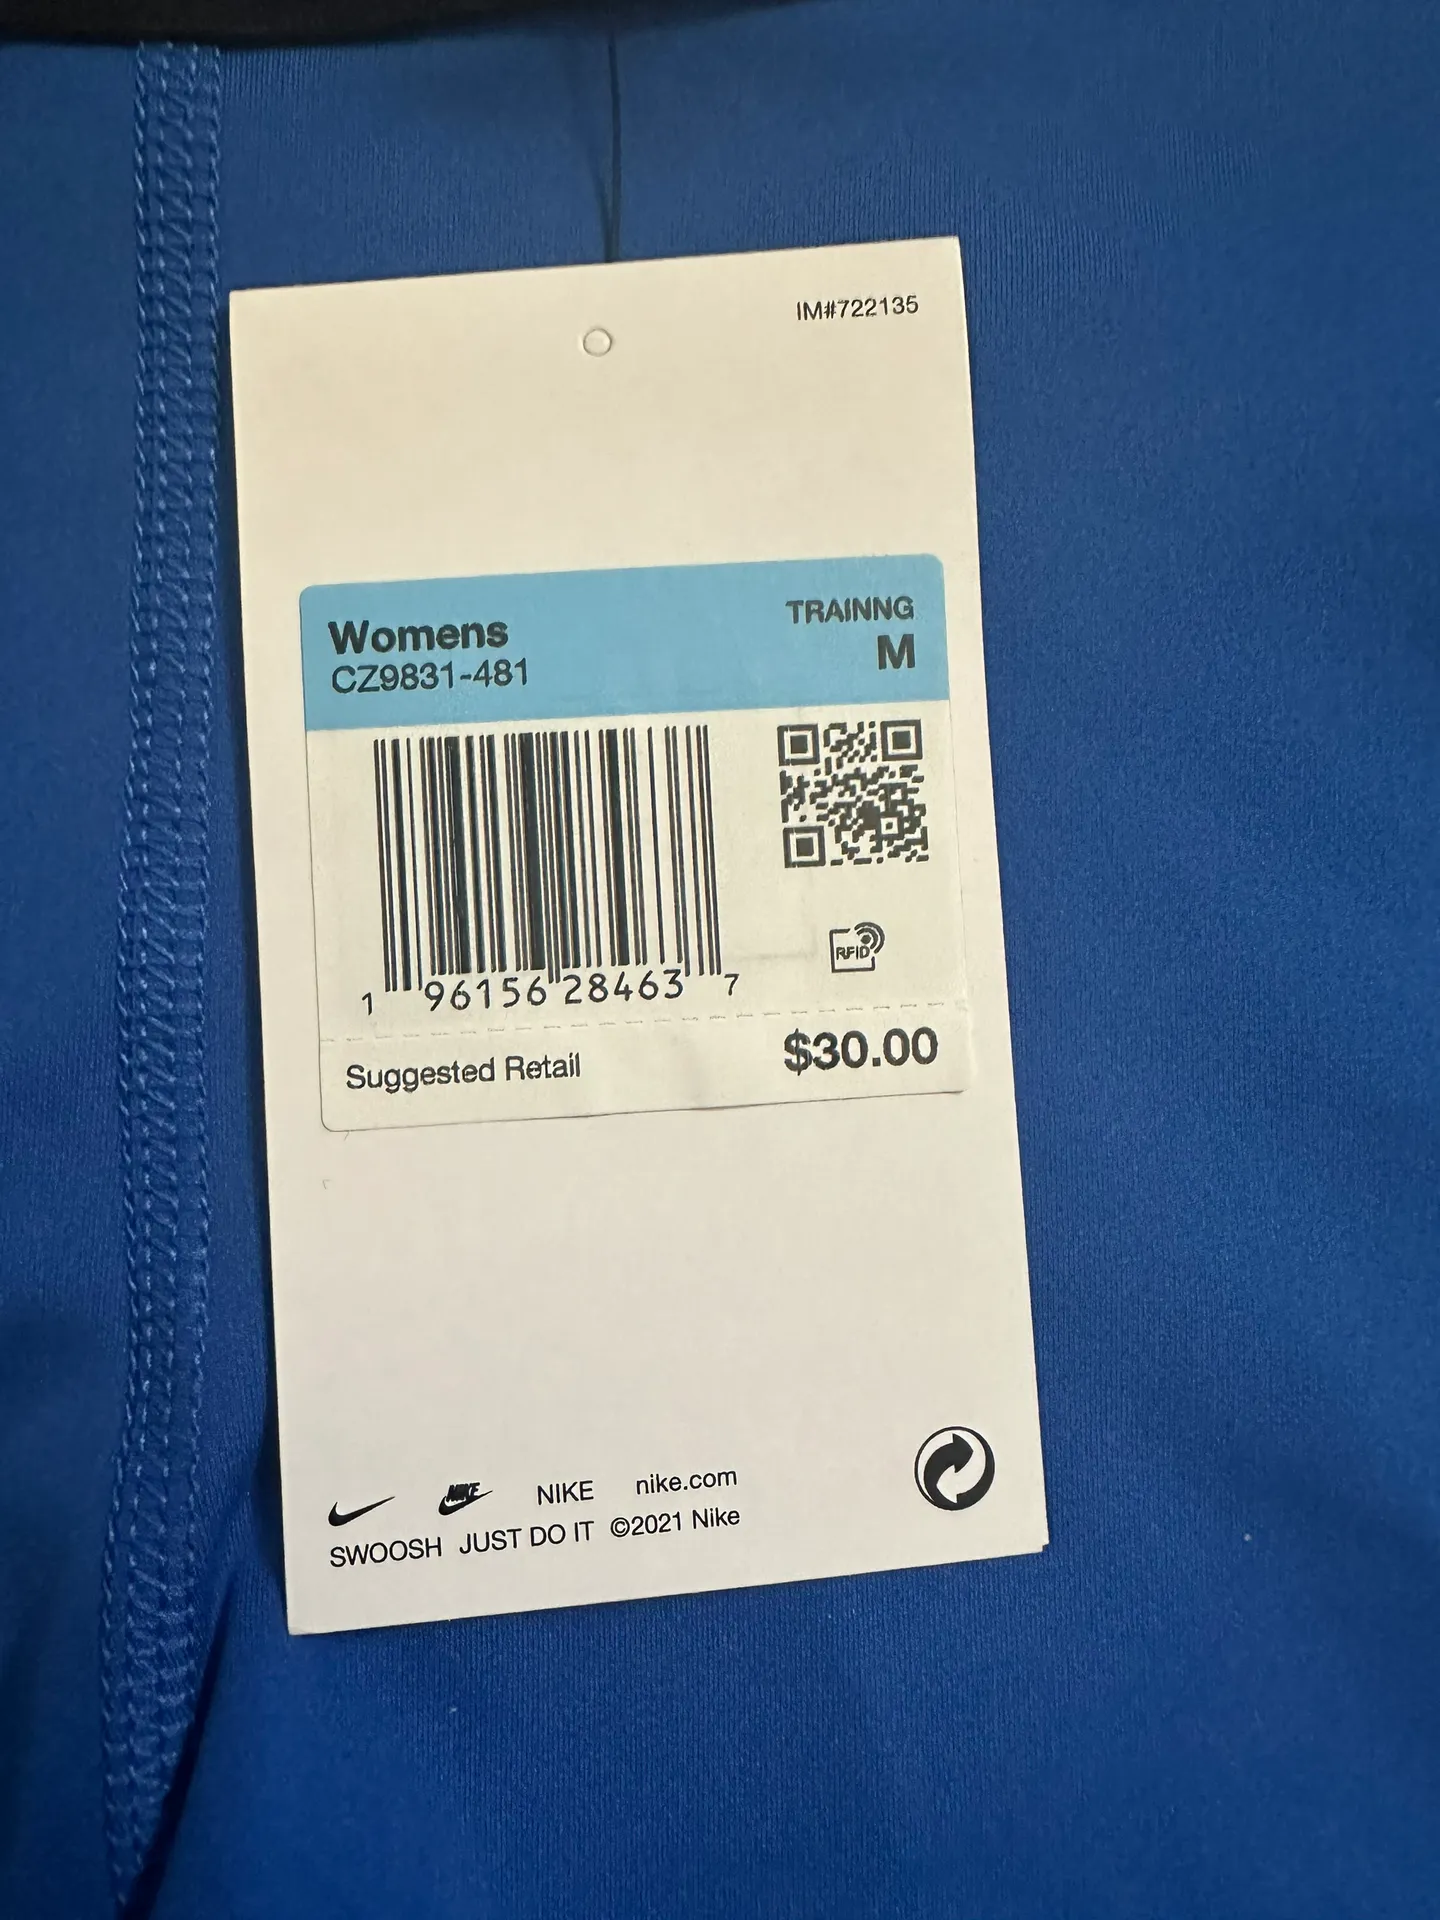 IM#722135
Womens
TRAINNG
CZ9831-481
M
1 96156 28463 7
RFID
Suggested Retail $30.00
NIKE NIKE nike.com
SWOOSH JUST DO IT ©2021 Nike